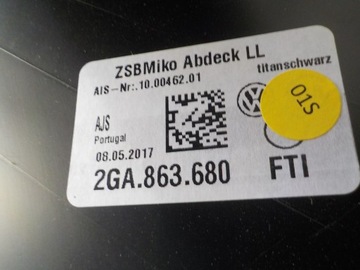 ZSBMiko Abdeck LL
AIS-Nr:.10.00462.01
titanschwarz
01S
AJS
Portugal
08.05.2017
2GA.863.680
FTI